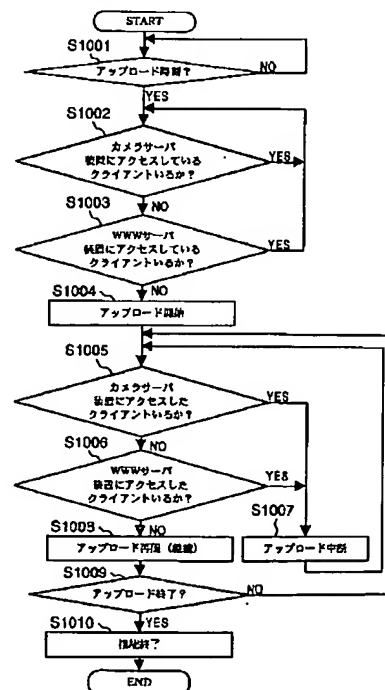 START
S1001
アップロード時間?
NO
YES
S1002
カメラサーバ
装置にアクセスしている
クライアントいるか?
YES
NO
S1003
WWWサーバ
装置にアクセスしている
クライアントいるか?
YES
NO
S1004
アップロード開始
S1005
カメラサーバ
装置にアクセスした
クライアントいるか?
YES
NO
S1006
WWWサーバ
装置にアクセスした
クライアントいるか?
YES
NO
S1007
アップロード中断
S1008
アップロード再開(継続)
S1009
アップロード終了?
NO
YES
S1010
接続終了
END